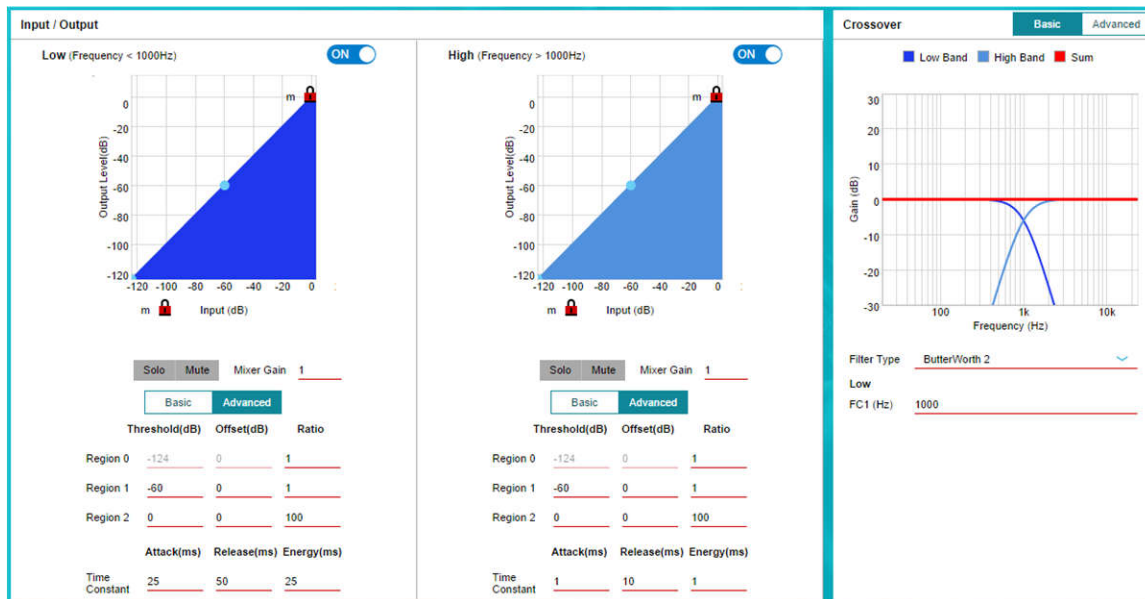 Input / Output
Low (Frequency < 1000Hz)
ON
0
-20
-40
-60
-80
-100
-120
Output Level(dB)
m
-120 -100 -80 -60 -40 -20 0
m
Input (dB)
Solo Mute Mixer Gain 1
Basic Advanced
Threshold(dB) Offset(dB) Ratio
Region 0 -124 0 1
Region 1 -60 0 1
Region 2 0 0 100
Attack(ms) Release(ms) Energy(ms)
Time
Constant 25 50 25
High (Frequency > 1000Hz)
ON
0
-20
-40
-60
-80
-100
-120
Output Level(dB)
m
-120 -100 -80 -60 -40 -20 0
m
Input (dB)
Solo Mute Mixer Gain 1
Basic Advanced
Threshold(dB) Offset(dB) Ratio
Region 0 -124 0 1
Region 1 -60 0 1
Region 2 0 0 100
Attack(ms) Release(ms) Energy(ms)
Time
Constant 1 10 1
Crossover
Basic Advanced
Low Band High Band Sum
30
20
10
0
-10
-20
-30
Gain (dB)
100 1k 10k
Frequency (Hz)
Filter Type ButterWorth 2
Low
FC1 (Hz) 1000